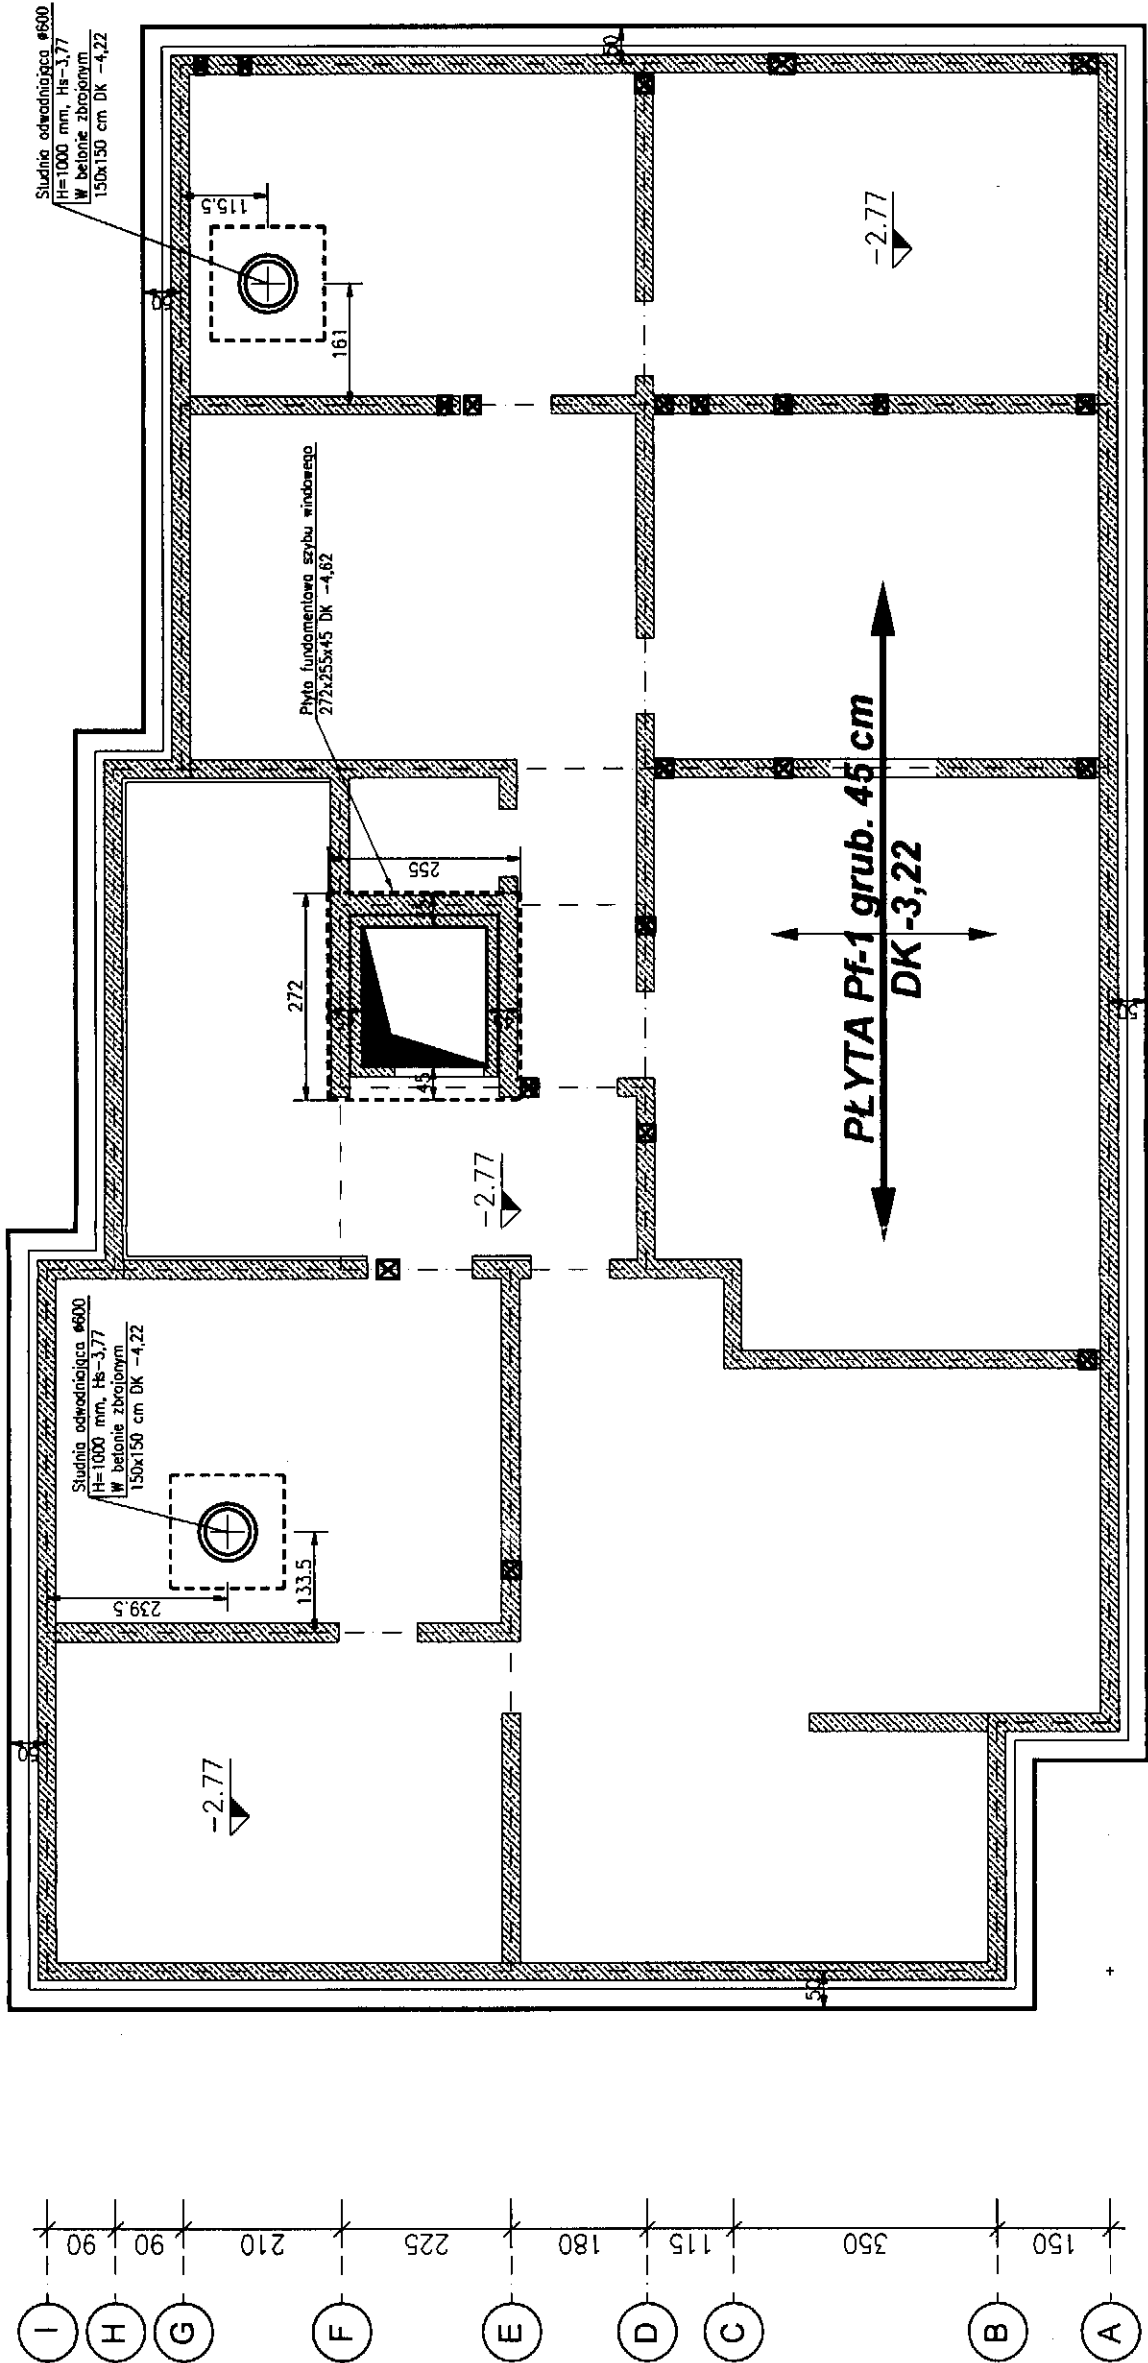 Studnia odwadniająca ø600
H=1000 mm, Hs-3,77
W betonie zbrojonym
150x150 cm DK -4,22
50
50
115.5
161
-2.77
Płyta fundamentowa szybu windowego
272x255x45 DK -4,62
255
272
45
45
-2.77
PŁYTA Pf-1 grub. 45 cm
DK -3,22
50
Studnia odwadniająca ø600
H=1000 mm, Hs-3,77
W betonie zbrojonym
150x150 cm DK -4,22
239.5
133.5
50
-2.77
50
90
90
210
225
180
115
350
150
I
H
G
F
E
D
C
B
A